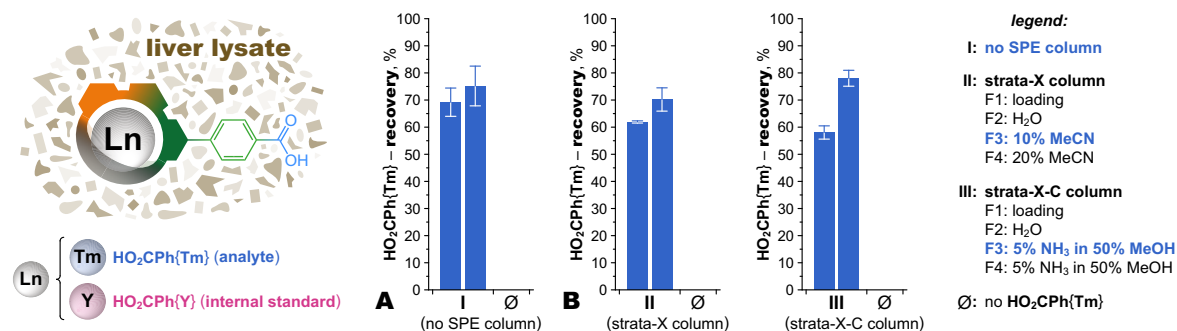 liver lysate
Ln
O
OH
Ln
Tm
HO₂CPh{Tm} (analyte)
Y
HO₂CPh{Y} (internal standard)
A
HO₂CPh{Tm} – recovery, %
100
90
80
70
60
50
40
30
20
10
0
I
Ø
(no SPE column)
B
HO₂CPh{Tm} – recovery, %
100
90
80
70
60
50
40
30
20
10
0
II
Ø
(strata-X column)
HO₂CPh{Tm} – recovery, %
100
90
80
70
60
50
40
30
20
10
0
III
Ø
(strata-X-C column)
legend:
I: no SPE column
II: strata-X column
F1: loading
F2: H₂O
F3: 10% MeCN
F4: 20% MeCN
III: strata-X-C column
F1: loading
F2: H₂O
F3: 5% NH₃ in 50% MeOH
F4: 5% NH₃ in 50% MeOH
Ø: no HO₂CPh{Tm}